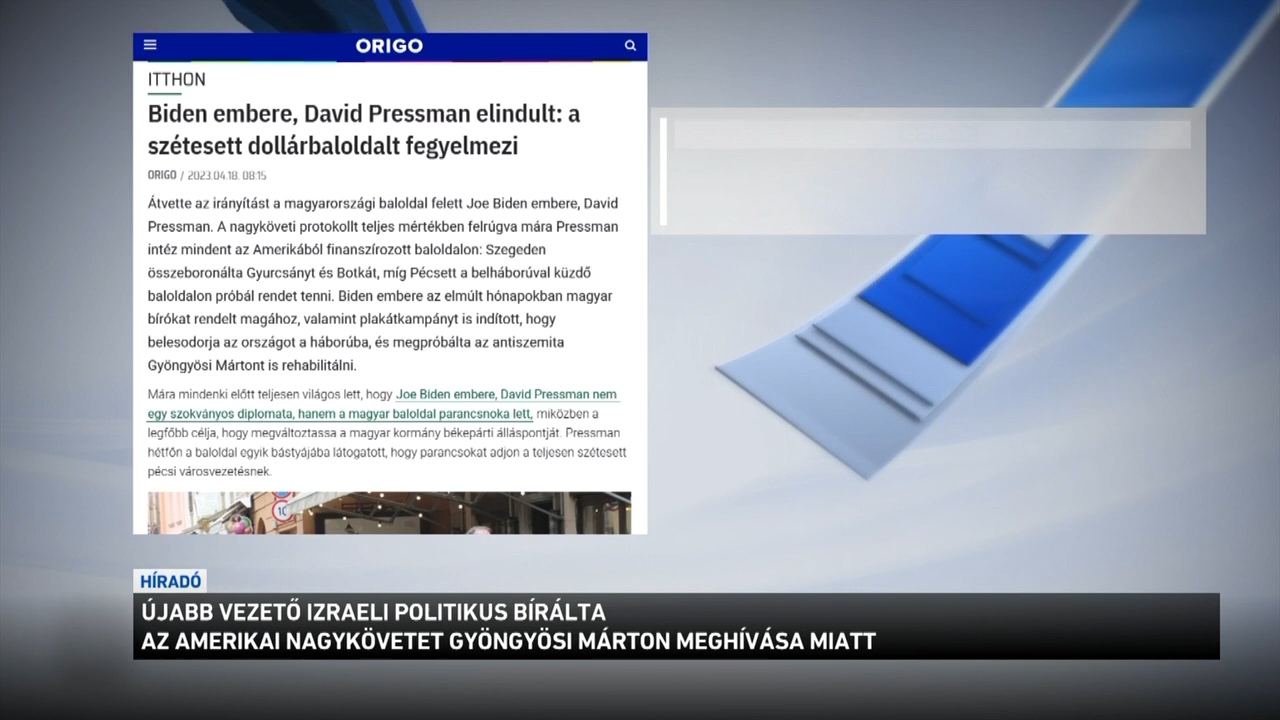 ORIGO
ITTHON
Biden embere, David Pressman elindult: a
szétesett dollárbaloldalt fegyelmezi
ORIGO / 2023.04.18. 08:15
Átvette az irányítást a magyarországi baloldal felett Joe Biden embere, David
Pressman. A nagyköveti protokollt teljes mértékben felrúgva mára Pressman
intéz mindent az Amerikából finanszírozott baloldalon: Szegeden
összeboronálta Gyurcsányt és Botkát, míg Pécsett a belháborúval küzdő
baloldalon próbál rendet tenni. Biden embere az elmúlt hónapokban magyar
bírókat rendelt magához, valamint plakátkampányt is indított, hogy
belesodorja az országot a háborúba, és megpróbálta az antiszemita
Gyöngyösi Mártont is rehabilitálni.
Mára mindenki előtt teljesen világos lett, hogy Joe Biden embere, David Pressman nem
egy szokványos diplomata, hanem a magyar baloldal parancsnoka lett, miközben a
legfőbb célja, hogy megváltoztassa a magyar kormány békepárti álláspontját. Pressman
hétfőn a baloldal egyik bástyájába látogatott, hogy parancsokat adjon a teljesen szétesett
pécsi városvezetésnek.
10
HÍRADÓ
ÚJABB VEZETŐ IZRAELI POLITIKUS BÍRÁLTA
AZ AMERIKAI NAGYKÖVETET GYÖNGYÖSI MÁRTON MEGHÍVÁSA MIATT